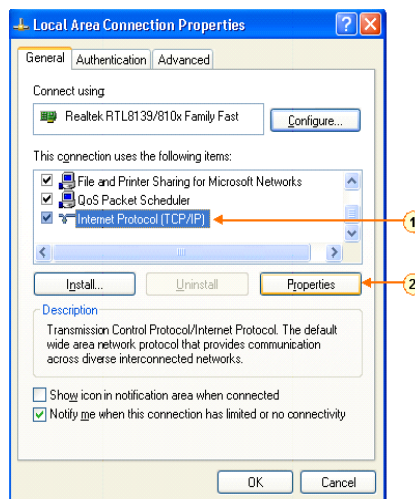 Local Area Connection Properties
General Authentication Advanced
Connect using:
Realtek RTL8139/810x Family Fast Configure...
This connection uses the following items:
File and Printer Sharing for Microsoft Networks
QoS Packet Scheduler
Internet Protocol (TCP/IP) 1
Install... Uninstall Properties 2
Description
Transmission Control Protocol/Internet Protocol. The default
wide area network protocol that provides communication
across diverse interconnected networks.
Show icon in notification area when connected
Notify me when this connection has limited or no connectivity
OK Cancel